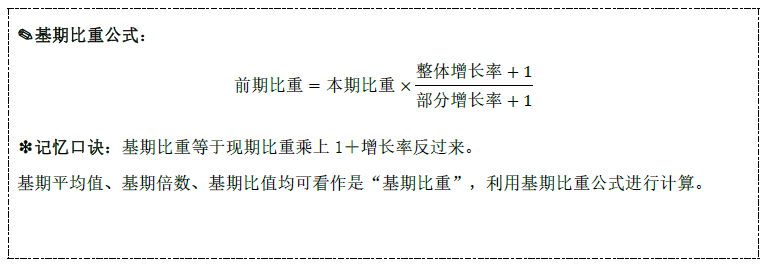 ✎基期比重公式：
前期比重 = 本期比重 × (整体增长率 + 1) / (部分增长率 + 1)
❇记忆口诀：基期比重等于现期比重乘上 1＋增长率反过来。
基期平均值、基期倍数、基期比值均可看作是“基期比重”，利用基期比重公式进行计算。